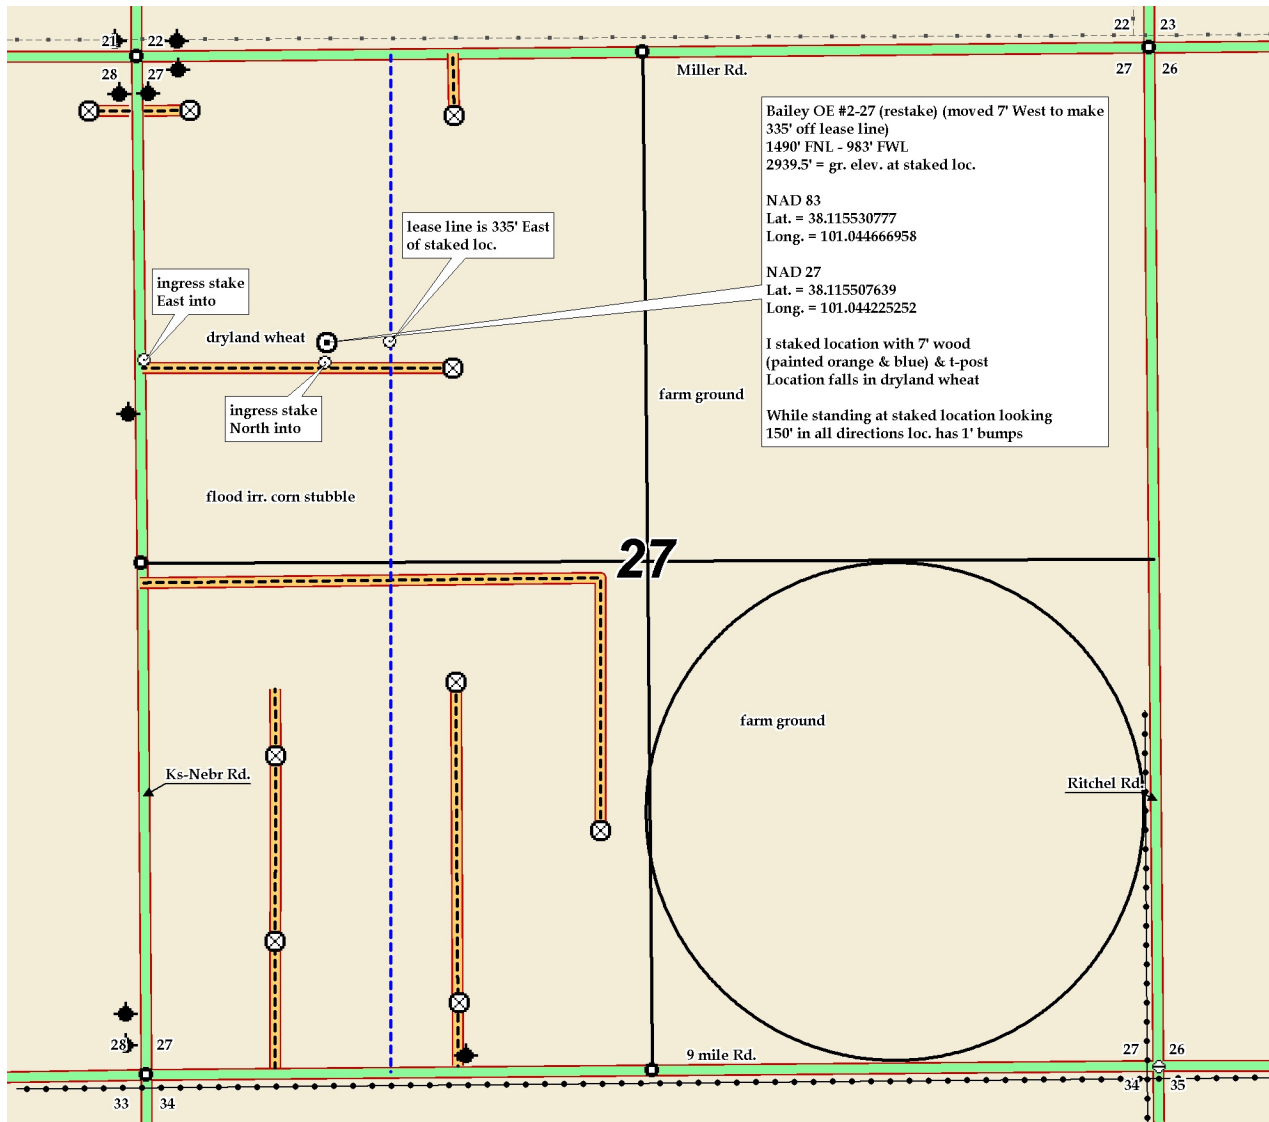 21 22
22 23
28 27
27 26
Miller Rd.
Bailey OE #2-27 (restake) (moved 7' West to make
335' off lease line)
1490' FNL - 983' FWL
2939.5' = gr. elev. at staked loc.
NAD 83
Lat. = 38.115530777
Long. = 101.044666958
NAD 27
Lat. = 38.115507639
Long. = 101.044225252
I staked location with 7' wood
(painted orange & blue) & t-post
Location falls in dryland wheat
While standing at staked location looking
150' in all directions loc. has 1' bumps
lease line is 335' East
of staked loc.
ingress stake
East into
dryland wheat
ingress stake
North into
farm ground
flood irr. corn stubble
27
farm ground
Ks-Nebr Rd.
Ritchel Rd.
28 27
9 mile Rd.
27 26
33 34
34 35